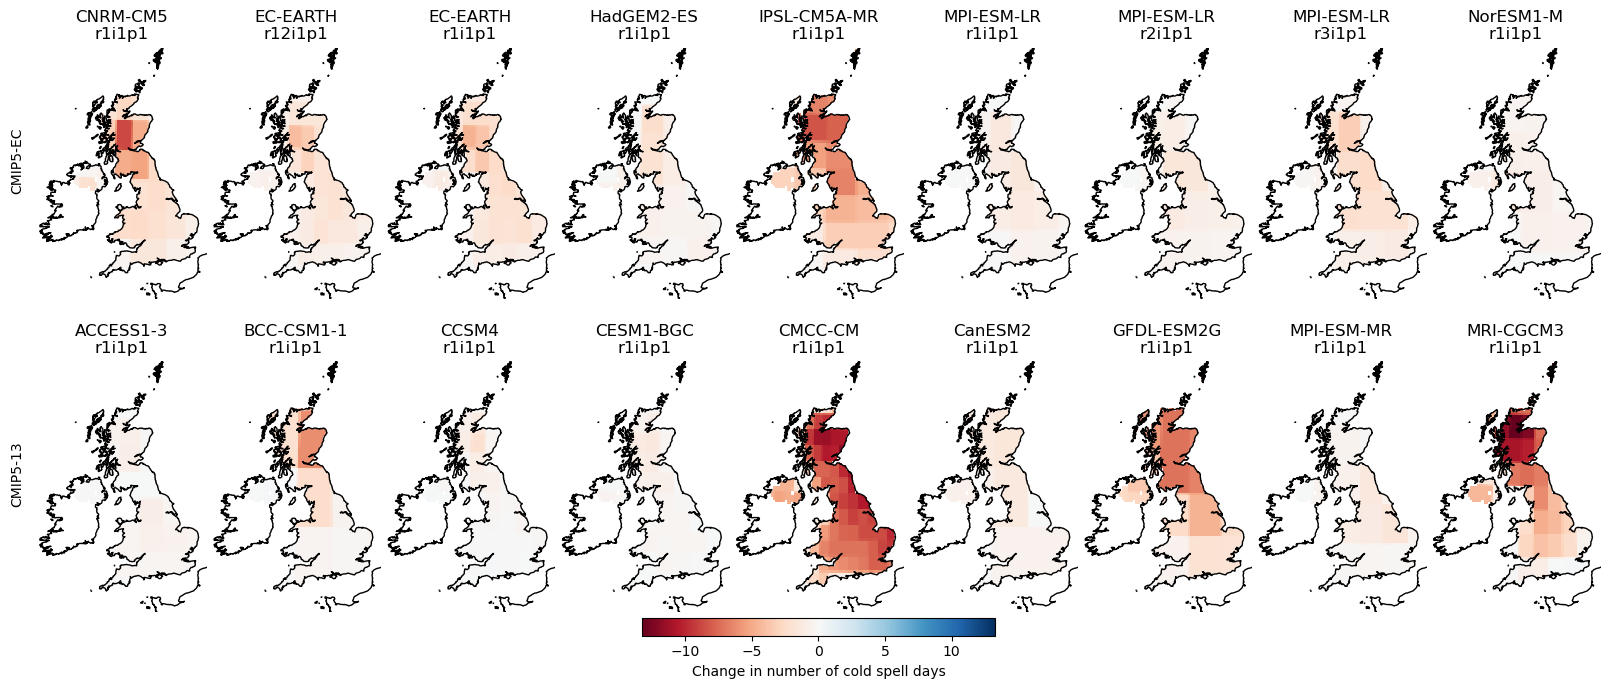 CNRM-CM5 EC-EARTH EC-EARTH HadGEM2-ES IPSL-CM5A-MR MPI-ESM-LR MPI-ESM-LR MPI-ESM-LR NorESM1-M
r1i1p1 r12i1p1 r1i1p1 r1i1p1 r1i1p1 r1i1p1 r2i1p1 r3i1p1 r1i1p1
CMIP5-EC
ACCESS1-3 BCC-CSM1-1 CCSM4 CESM1-BGC CMCC-CM CanESM2 GFDL-ESM2G MPI-ESM-MR MRI-CGCM3
r1i1p1 r1i1p1 r1i1p1 r1i1p1 r1i1p1 r1i1p1 r1i1p1 r1i1p1 r1i1p1
CMIP5-13
−10 −5 0 5 10
Change in number of cold spell days